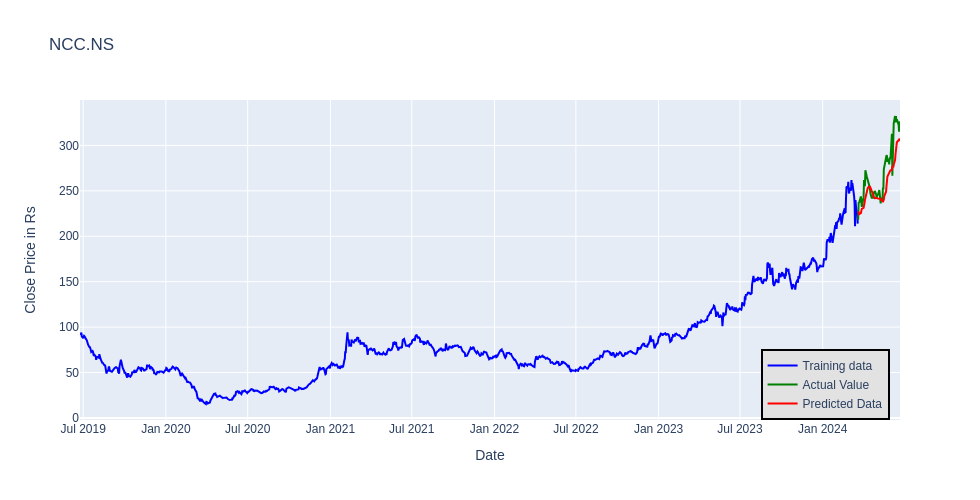 NCC.NS
Close Price in Rs
300
250
200
150
100
50
0
Jul 2019 Jan 2020 Jul 2020 Jan 2021 Jul 2021 Jan 2022 Jul 2022 Jan 2023 Jul 2023 Jan 2024
Date
Training data
Actual Value
Predicted Data